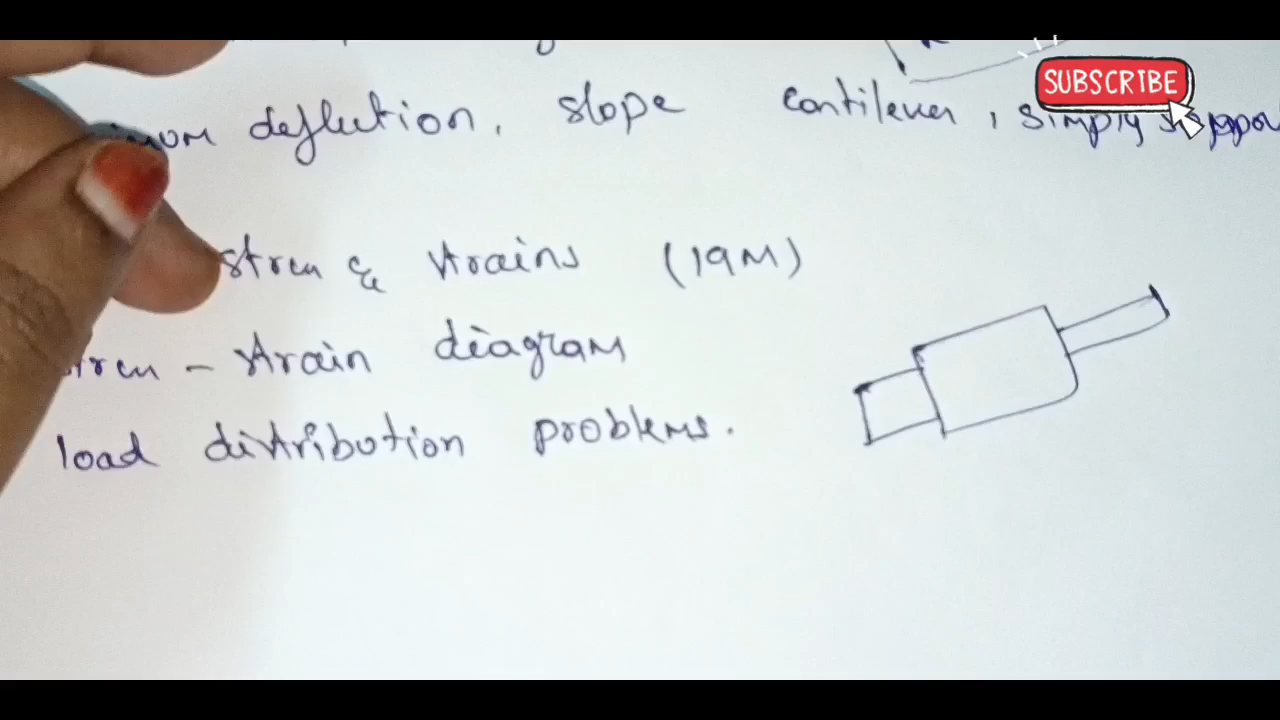 deflection, slope cantilever, simply
SUBSCRIBE
stress & strains (19M)
stress - strain diagram
load distribution problems.